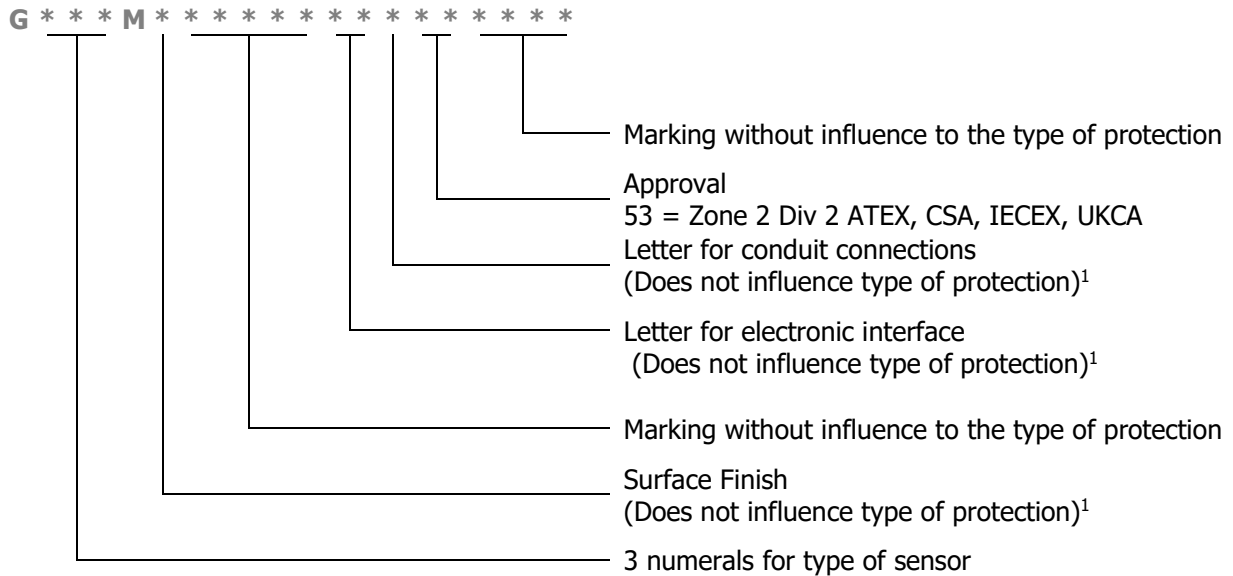 G * * * M * * * * * * * * * * * * * * *
Marking without influence to the type of protection
Approval
53 = Zone 2 Div 2 ATEX, CSA, IECEX, UKCA
Letter for conduit connections
(Does not influence type of protection)¹
Letter for electronic interface
(Does not influence type of protection)¹
Marking without influence to the type of protection
Surface Finish
(Does not influence type of protection)¹
3 numerals for type of sensor